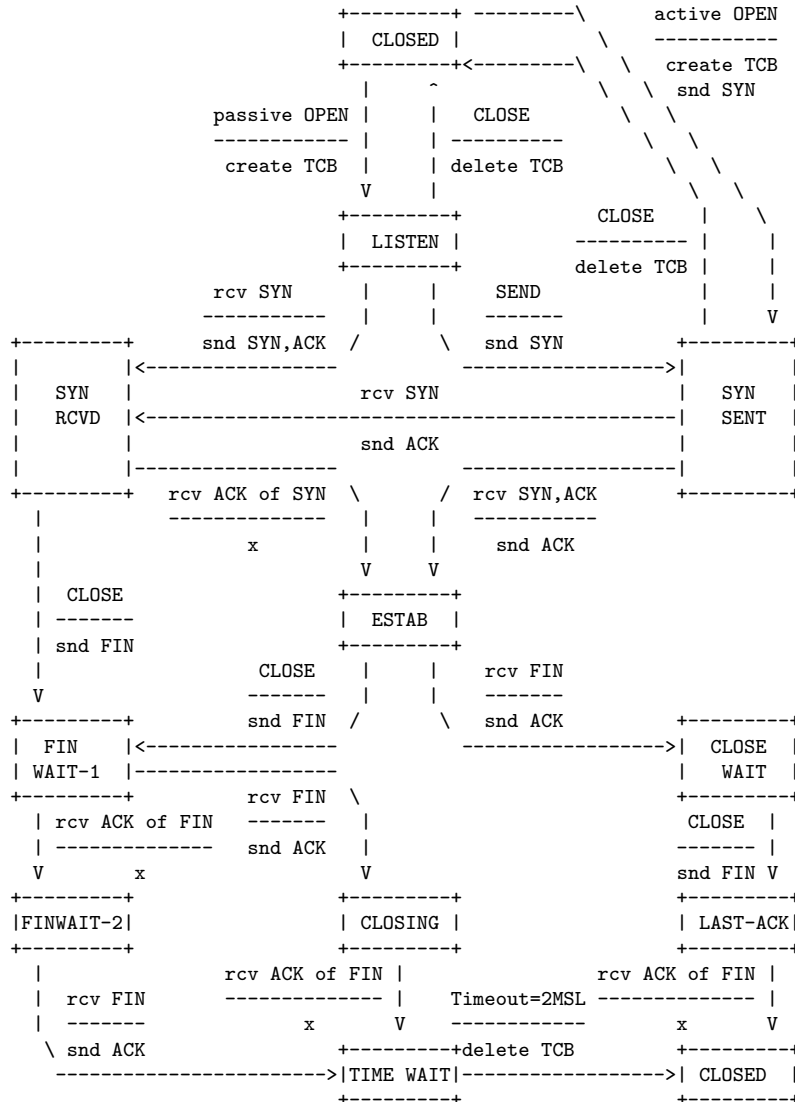 active OPEN
CLOSED
create TCB
snd SYN
passive OPEN CLOSE
create TCB delete TCB
CLOSE
LISTEN
delete TCB
rcv SYN SEND
snd SYN,ACK snd SYN
SYN rcv SYN SYN
RCVD SENT
snd ACK
rcv ACK of SYN rcv SYN,ACK
x snd ACK
CLOSE
ESTAB
snd FIN
CLOSE rcv FIN
snd FIN snd ACK
FIN CLOSE
WAIT-1 WAIT
rcv FIN
rcv ACK of FIN CLOSE
snd ACK
x snd FIN
FINWAIT-2 CLOSING LAST-ACK
rcv ACK of FIN rcv ACK of FIN
rcv FIN Timeout=2MSL
x x
snd ACK delete TCB
TIME WAIT CLOSED